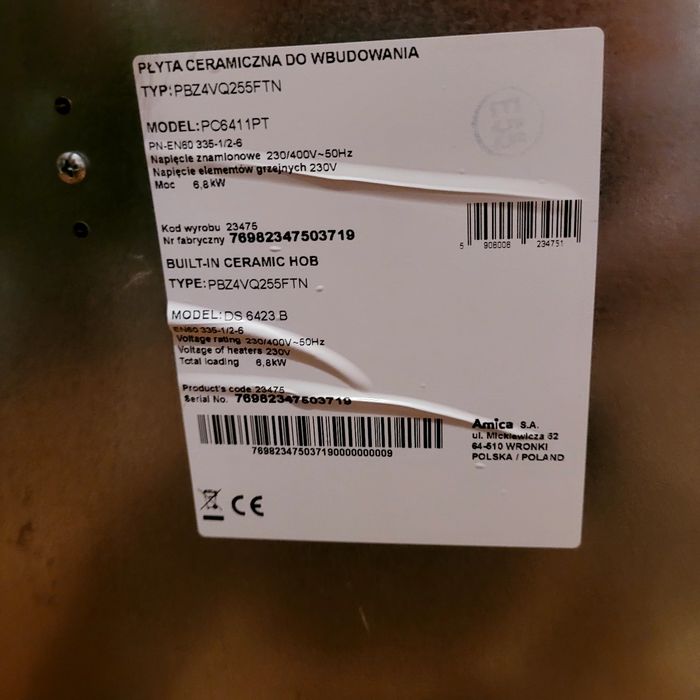 PŁYTA CERAMICZNA DO WBUDOWANIA
TYP: PBZ4VQ255FTN
MODEL: PC6411PT
PN-EN60 335-1/2-6
Napięcie znamionowe 230/400V~50Hz
Napięcie elementów grzejnych 230V
Moc 6,8kW
Kod wyrobu 23475
Nr fabryczny 76982347503719
5 908006 234751
BUILT-IN CERAMIC HOB
TYPE: PBZ4VQ255FTN
MODEL: DS 6423 B
EN60 335-1/2-6
Voltage rating 230/400V~50Hz
Voltage of heaters 230V
Total loading 6,8kW
Product's code 23475
Serial No. 76982347503719
769823475037190000000009
Amica S.A.
ul. Mickiewicza 52
64-510 WRONKI
POLSKA / POLAND
CE